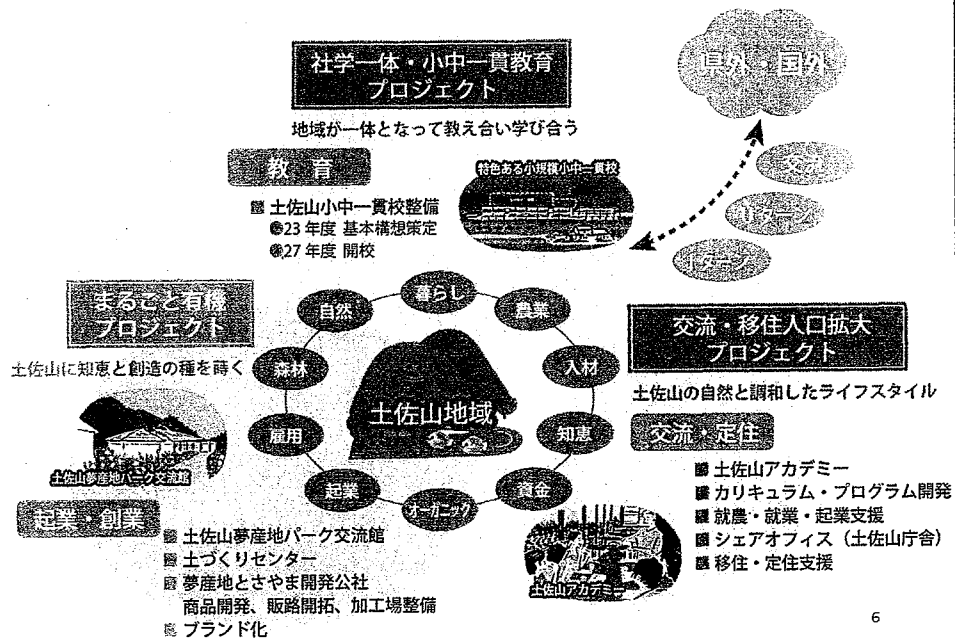 社学一体・小中一貫教育
プロジェクト
地域が一体となって教え合い学び合う
教育
土佐山小中一貫校整備
23年度 基本構想策定
27年度 開校
特色ある小規模小中一貫校
県外・国外
交流
Uターン
Iターン
まるごと有機
プロジェクト
土佐山に知恵と創造の種を蒔く
土佐山夢産地パーク交流館
起業・創業
土佐山夢産地パーク交流館
土づくりセンター
夢産地とさやま開発公社
商品開発、販路開拓、加工場整備
ブランド化
暮らし
農業
人材
知恵
資金
オーガニック
起業
雇用
森林
自然
土佐山地域
交流・移住人口拡大
プロジェクト
土佐山の自然と調和したライフスタイル
交流・定住
土佐山アカデミー
カリキュラム・プログラム開発
就農・就業・起業支援
シェアオフィス（土佐山庁舎）
移住・定住支援
土佐山アカデミー
6